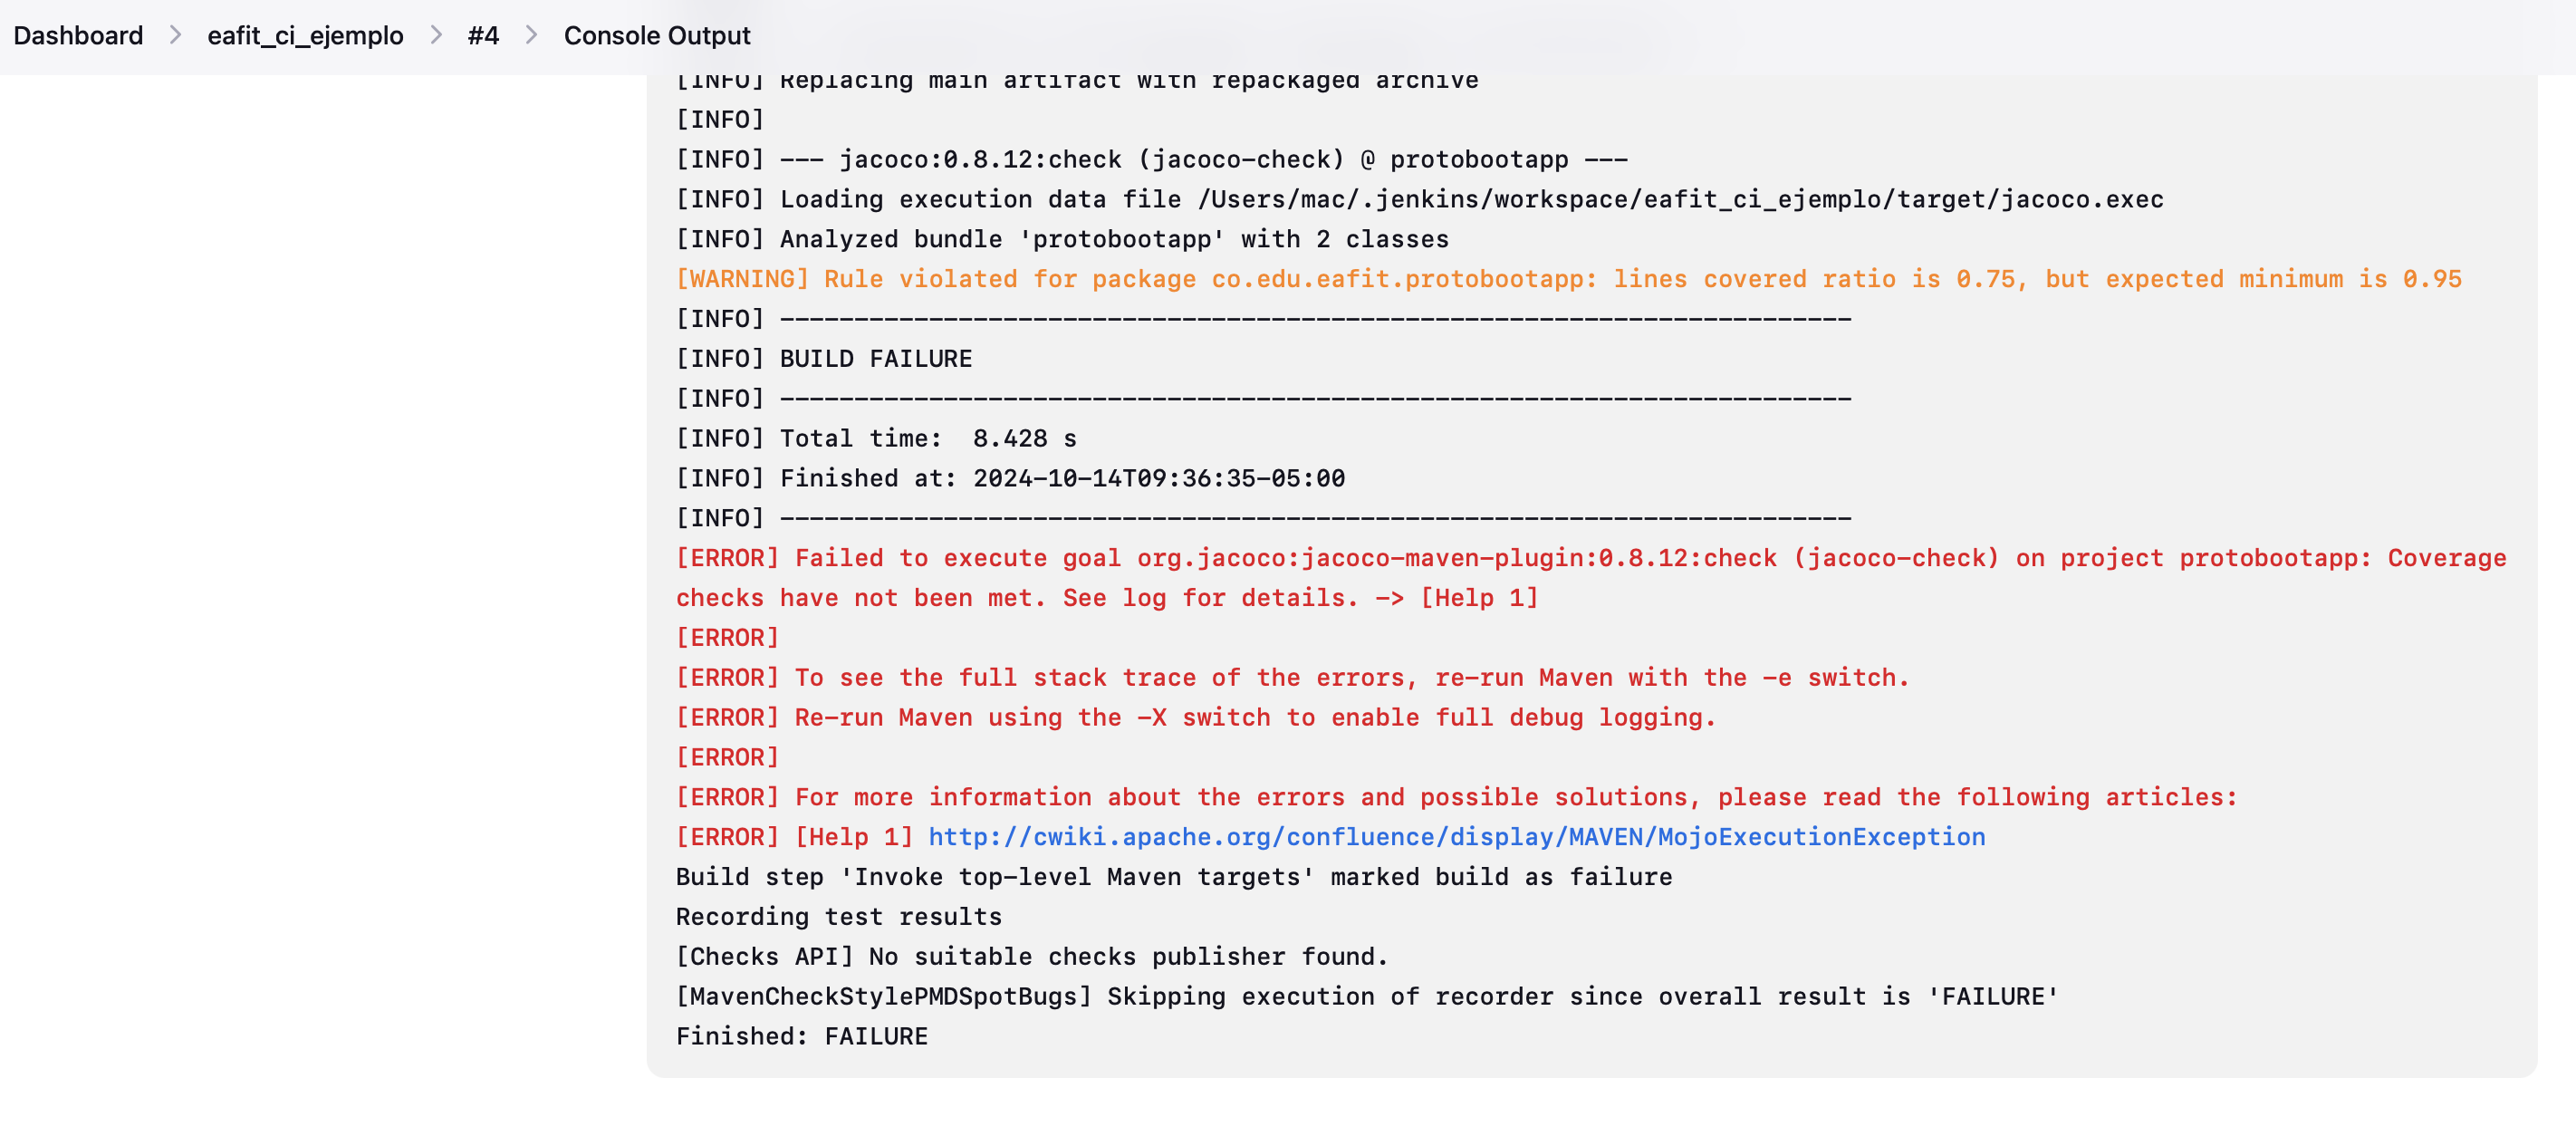 Dashboard > eafit_ci_ejemplo > #4 > Console Output
[INFO] Replacing main artifact with repackaged archive
[INFO]
[INFO] --- jacoco:0.8.12:check (jacoco-check) @ protobootapp ---
[INFO] Loading execution data file /Users/mac/.jenkins/workspace/eafit_ci_ejemplo/target/jacoco.exec
[INFO] Analyzed bundle 'protobootapp' with 2 classes
[WARNING] Rule violated for package co.edu.eafit.protobootapp: lines covered ratio is 0.75, but expected minimum is 0.95
[INFO] ------------------------------------------------------------------------
[INFO] BUILD FAILURE
[INFO] ------------------------------------------------------------------------
[INFO] Total time:  8.428 s
[INFO] Finished at: 2024-10-14T09:36:35-05:00
[INFO] ------------------------------------------------------------------------
[ERROR] Failed to execute goal org.jacoco:jacoco-maven-plugin:0.8.12:check (jacoco-check) on project protobootapp: Coverage
checks have not been met. See log for details. -> [Help 1]
[ERROR]
[ERROR] To see the full stack trace of the errors, re-run Maven with the -e switch.
[ERROR] Re-run Maven using the -X switch to enable full debug logging.
[ERROR]
[ERROR] For more information about the errors and possible solutions, please read the following articles:
[ERROR] [Help 1] http://cwiki.apache.org/confluence/display/MAVEN/MojoExecutionException
Build step 'Invoke top-level Maven targets' marked build as failure
Recording test results
[Checks API] No suitable checks publisher found.
[MavenCheckStylePMDSpotBugs] Skipping execution of recorder since overall result is 'FAILURE'
Finished: FAILURE